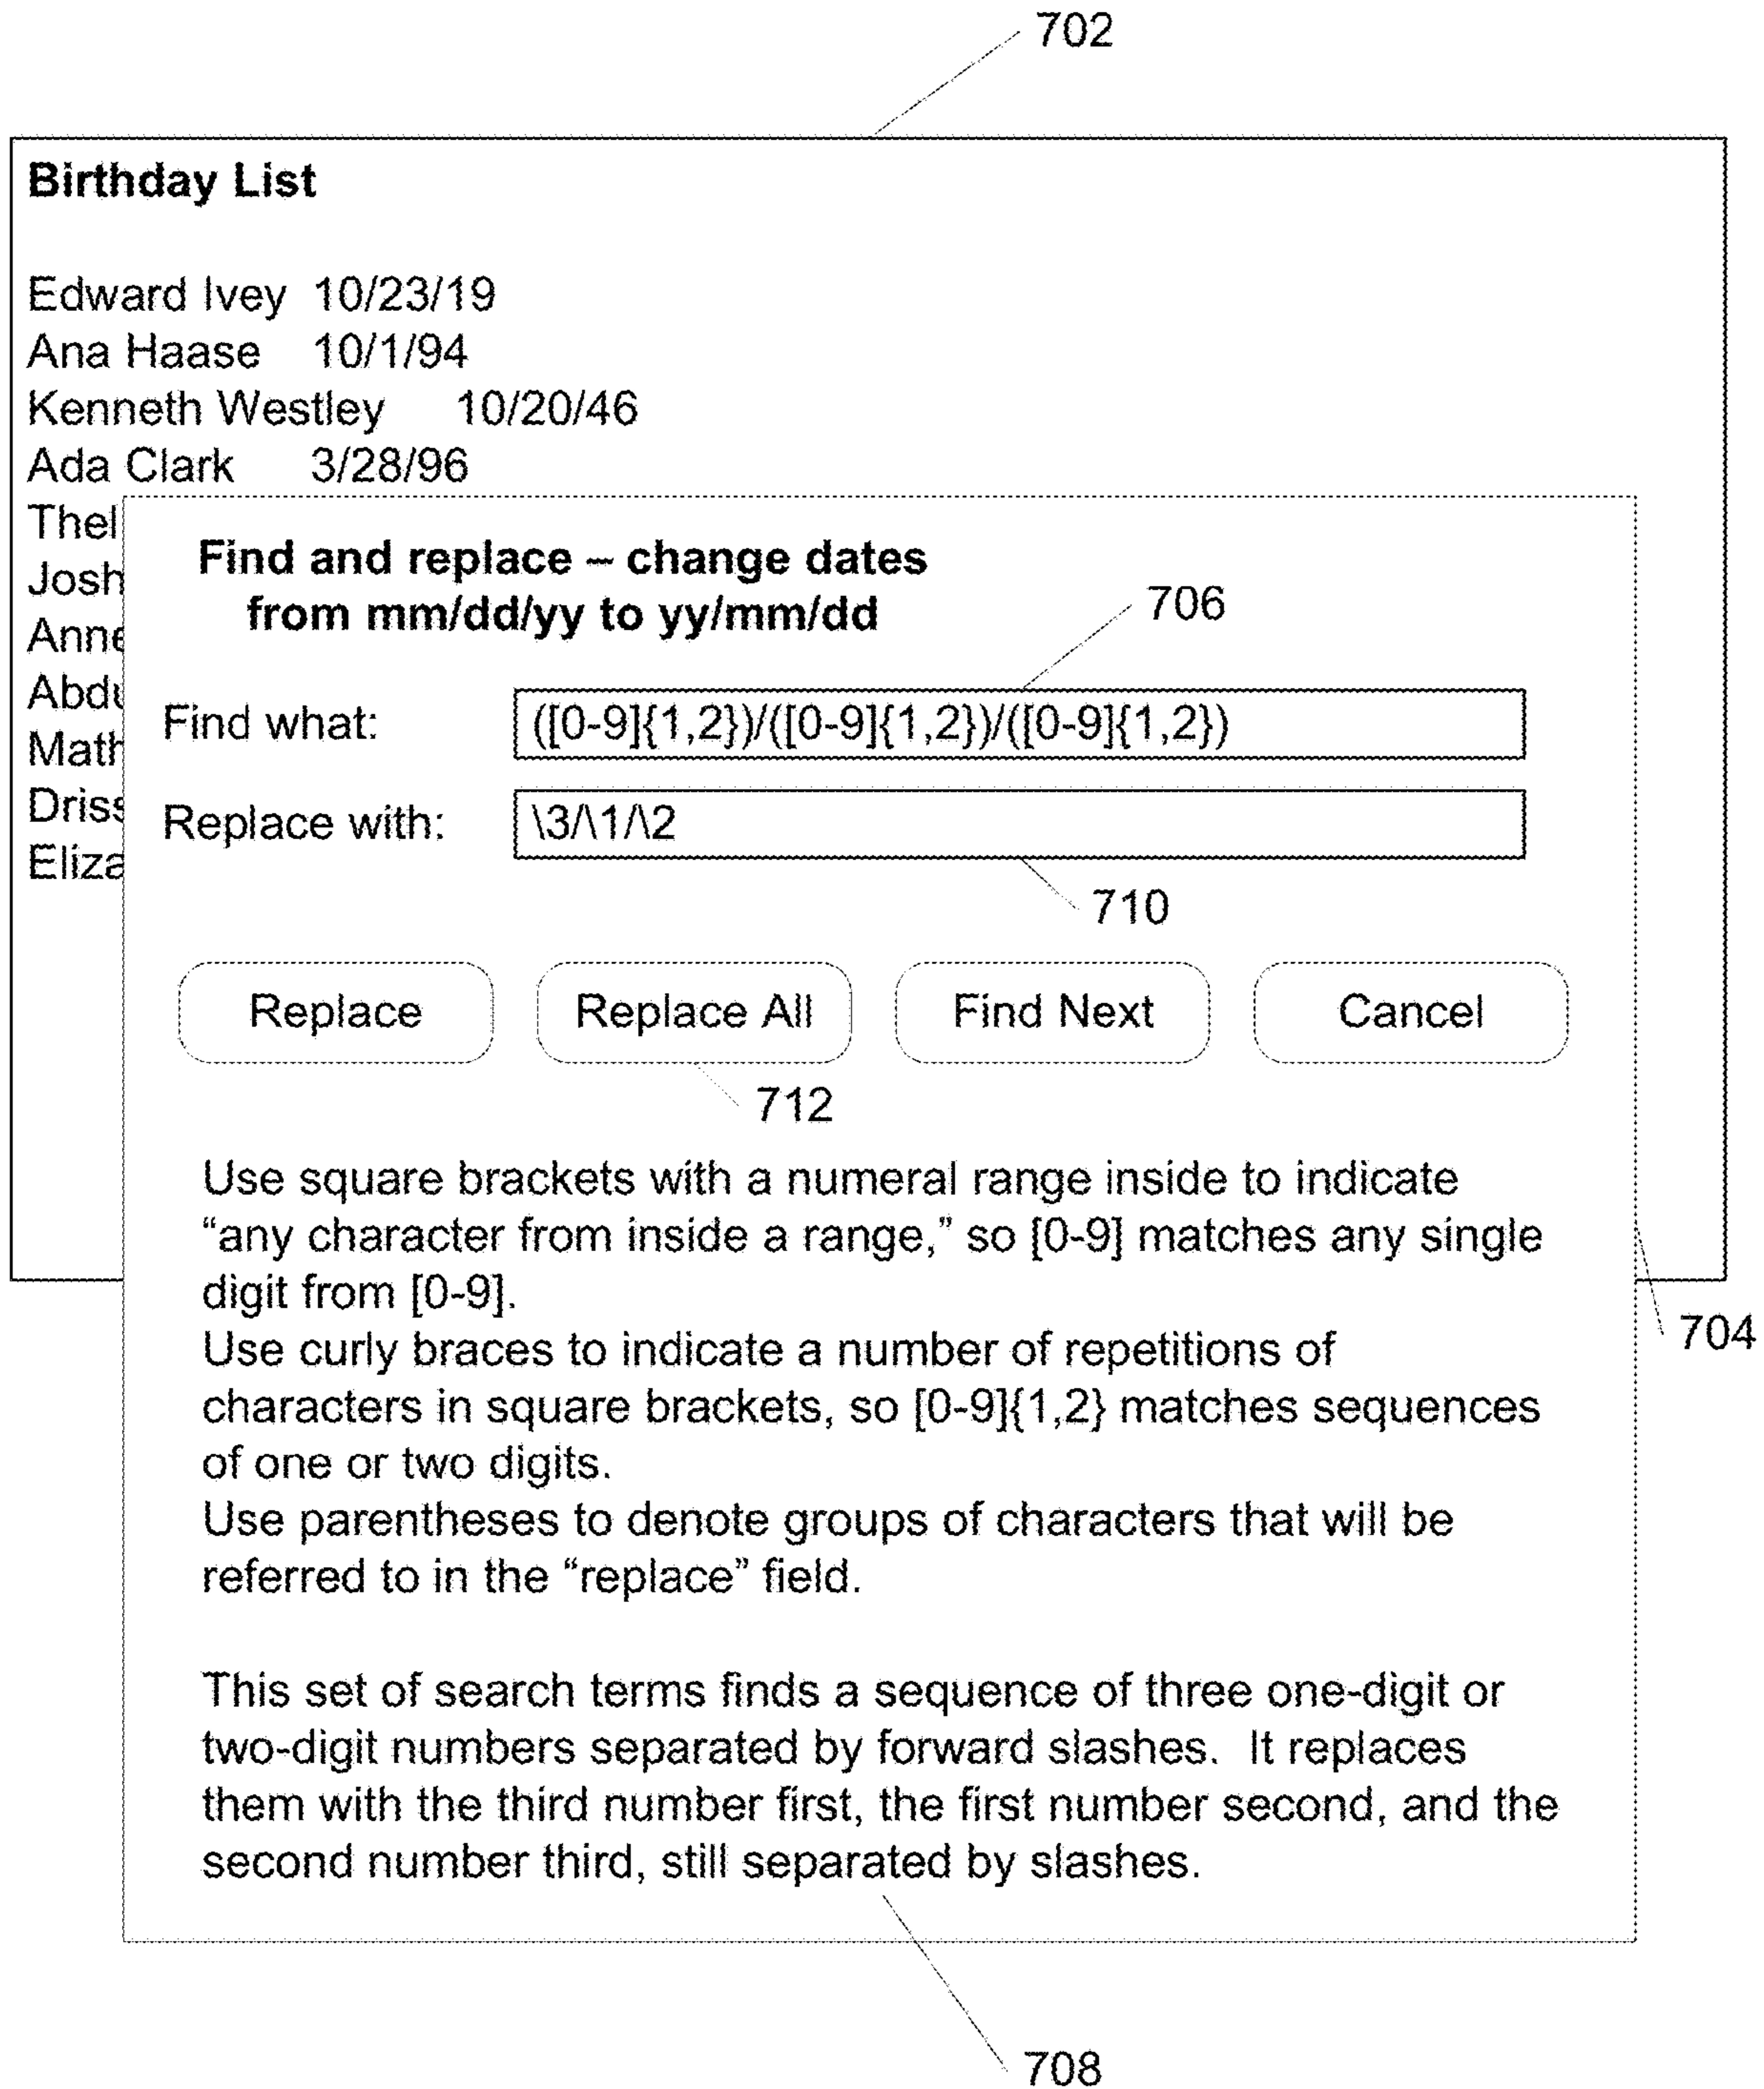 702
Birthday List
Edward Ivey 10/23/19
Ana Haase 10/1/94
Kenneth Westley 10/20/46
Ada Clark 3/28/96
Thel
Josh
Anne
Abdu
Math
Driss
Eliza
Find and replace – change dates
from mm/dd/yy to yy/mm/dd
706
Find what: ([0-9]{1,2})/([0-9]{1,2})/([0-9]{1,2})
Replace with: \3/\1/\2
710
Replace Replace All Find Next Cancel
712
Use square brackets with a numeral range inside to indicate
“any character from inside a range,” so [0-9] matches any single
digit from [0-9].
704
Use curly braces to indicate a number of repetitions of
characters in square brackets, so [0-9]{1,2} matches sequences
of one or two digits.
Use parentheses to denote groups of characters that will be
referred to in the “replace” field.
This set of search terms finds a sequence of three one-digit or
two-digit numbers separated by forward slashes. It replaces
them with the third number first, the first number second, and the
second number third, still separated by slashes.
708